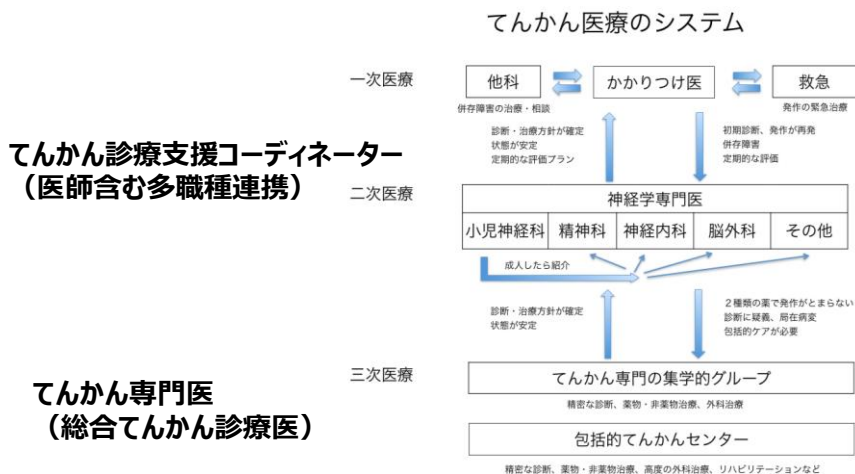 てんかん医療のシステム
一次医療
他科
かかりつけ医
救急
併存障害の治療・相談
発作の緊急治療
診断・治療方針が確定
状態が安定
定期的な評価プラン
初期診断、発作が再発
併存障害
定期的な評価
てんかん診療支援コーディネーター
(医師含む多職種連携)
二次医療
神経学専門医
小児神経科
精神科
神経内科
脳外科
その他
成人したら紹介
診断・治療方針が確定
状態が安定
2種類の薬で発作がとまらない
診断に疑義、局在病変
包括的ケアが必要
三次医療
てんかん専門医
(総合てんかん診療医)
てんかん専門の集学的グループ
精密な診断、薬物・非薬物治療、外科治療
包括的てんかんセンター
精密な診断、薬物・非薬物治療、高度の外科治療、リハビリテーションなど